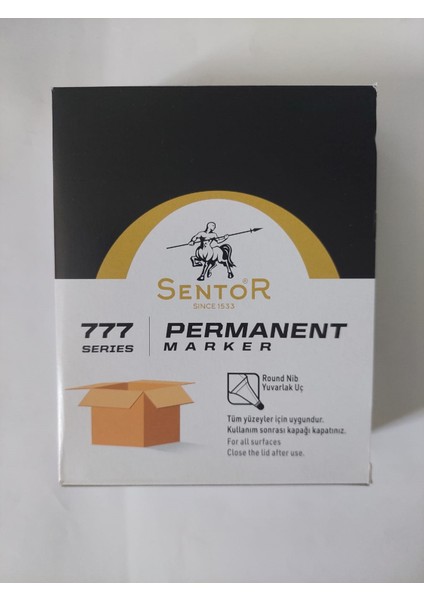 SENTOR®
SINCE 1533
777 SERIES
PERMANENT
MARKER
Round Nib
Yuvarlak Uç
Tüm yüzeyler için uygundur.
Kullanım sonrası kapağı kapatınız.
For all surfaces
Close the lid after use.